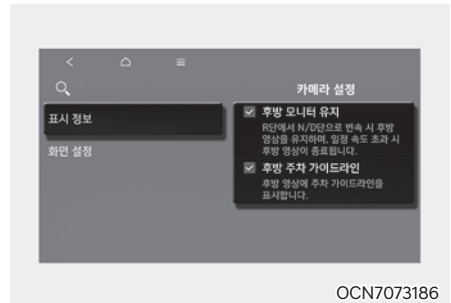 카메라 설정
표시 정보
화면 설정
후방 모니터 유지
R단에서 N/D단으로 변속 시 후방
영상을 유지하며, 일정 속도 초과 시
후방 영상이 종료됩니다.
후방 주차 가이드라인
후방 영상에 주차 가이드라인을
표시합니다.
OCN7073186